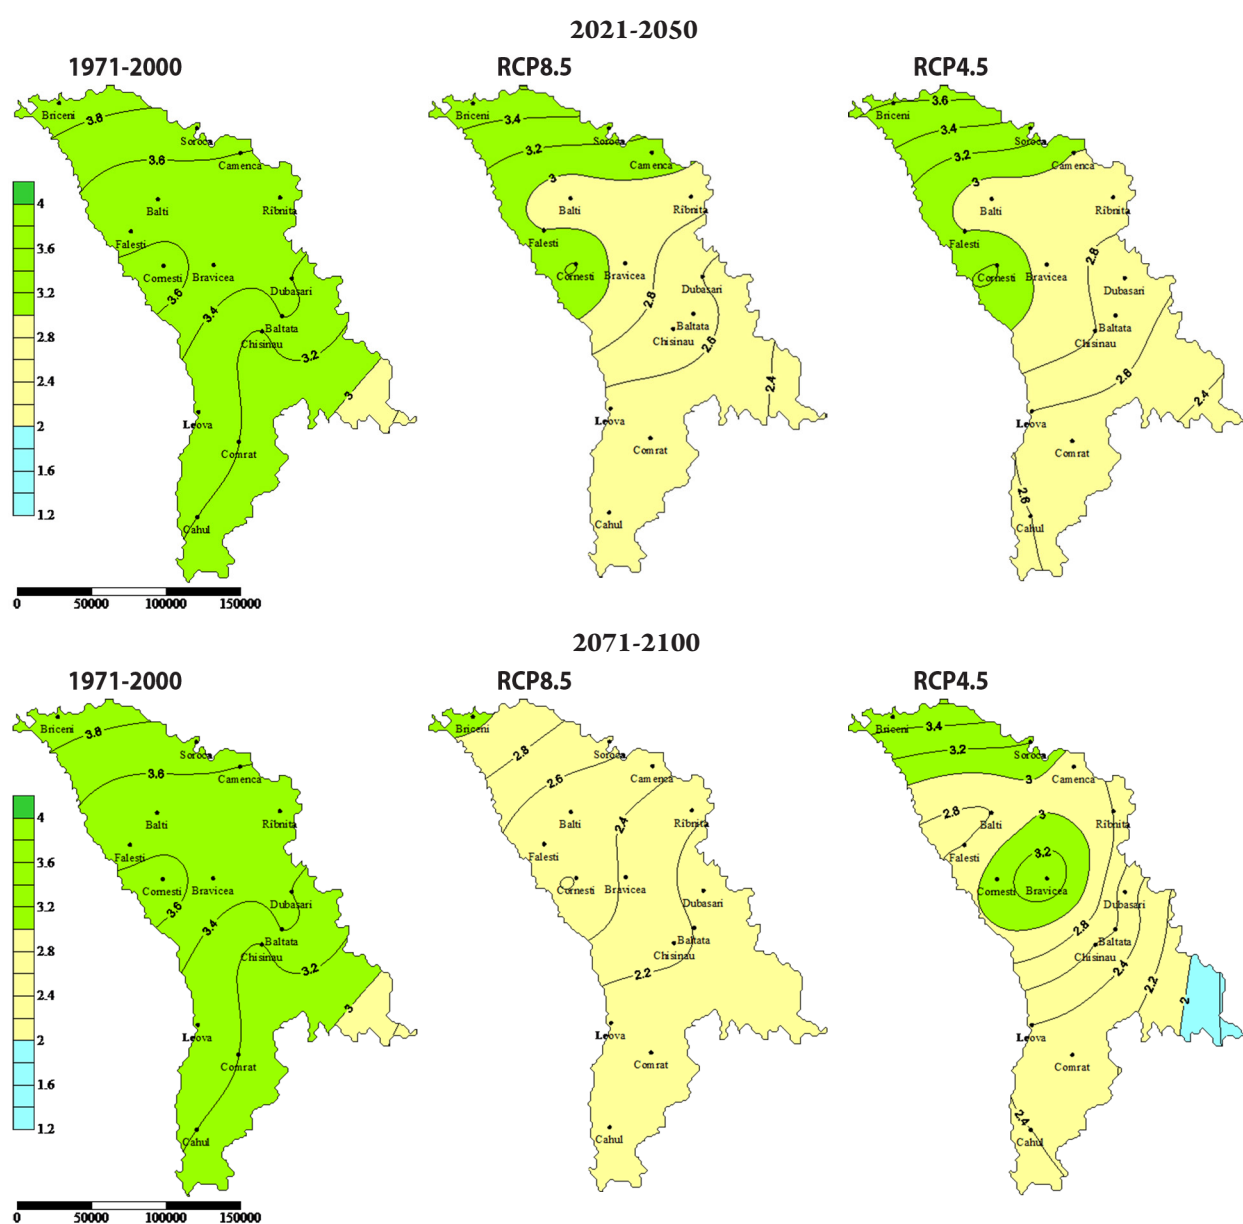 2021-2050
1971-2000
RCP8.5
RCP4.5
4
3.6
3.2
2.8
2.4
2
1.6
1.2
Briceni
3.8
Soroca
3.6
Camenca
Balti
Ribnita
Falesti
Cornesti
Bravicea
3.6
Dubasari
3.4
Baltata
Chisinau
3.2
3
Leova
Comrat
Cahul
0 50000 100000 150000
Briceni
3.4
Soroca
3.2
Camenca
3
Balti
Ribnita
Falesti
Cornesti
Bravicea
Dubasari
2.8
Baltata
Chisinau
2.6
2.4
Leova
Comrat
Cahul
3.6
Briceni
3.4
Soroca
3.2
Camenca
3
Balti
Ribnita
Falesti
2.8
Cornesti
Bravicea
Dubasari
Baltata
Chisinau
2.6
2.4
Leova
Comrat
2.6
Cahul
2071-2100
1971-2000
RCP8.5
RCP4.5
4
3.6
3.2
2.8
2.4
2
1.6
1.2
Briceni
3.8
Soroca
3.6
Camenca
Balti
Ribnita
Falesti
Cornesti
Bravicea
3.6
Dubasari
3.4
Baltata
Chisinau
3.2
3
Leova
Comrat
Cahul
0 50000 100000 150000
Briceni
2.8
Soroca
2.6
Camenca
Balti
2.4
Ribnita
Falesti
Cornesti
Bravicea
Dubasari
Baltata
Chisinau
2.2
Leova
Comrat
Cahul
Briceni
3.4
3.2
Soroca
3
Camenca
2.8
Balti
3
Ribnita
Falesti
3.2
Cornesti
Bravicea
Dubasari
2.8
Baltata
Chisinau
2.4
2.2
2
Leova
Comrat
2.4
Cahul